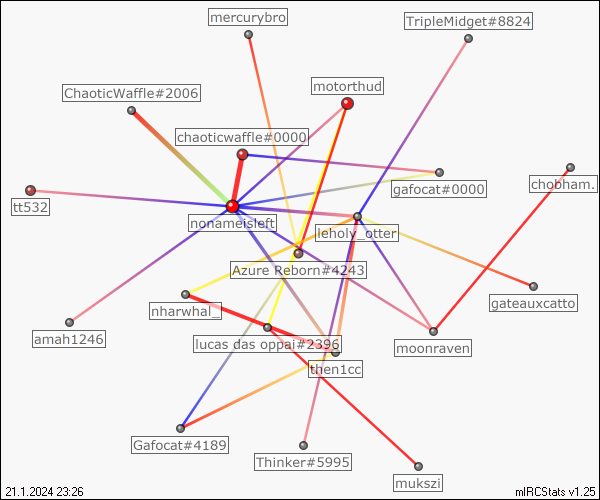 mercurybro
TripleMidget#8824
ChaoticWaffle#2006
motorthud
chaoticwaffle#0000
gafocat#0000
chobham.
tt532
nonameisleft
leholy_otter
Azure Reborn#4243
nharwhal_
gateauxcatto
amah1246
lucas das oppai#2396
moonraven
then1cc
Gafocat#4189
Thinker#5995
mukszi
21.1.2024 23:26
mIRCStats v1.25